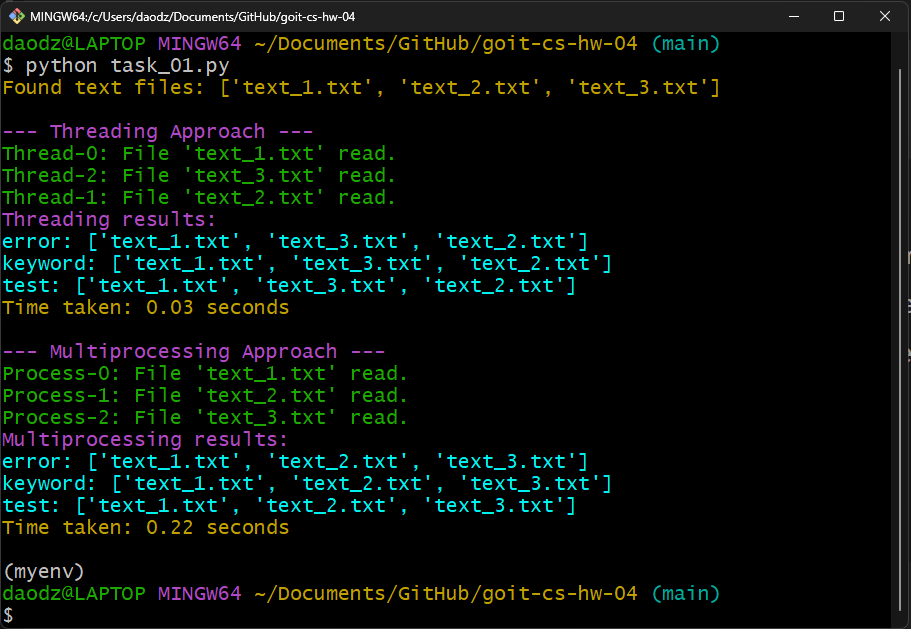 MINGW64:/c/Users/daodz/Documents/GitHub/goit-cs-hw-04
daodz@LAPTOP MINGW64 ~/Documents/GitHub/goit-cs-hw-04 (main)
$ python task_01.py
Found text files: ['text_1.txt', 'text_2.txt', 'text_3.txt']
--- Threading Approach ---
Thread-0: File 'text_1.txt' read.
Thread-2: File 'text_3.txt' read.
Thread-1: File 'text_2.txt' read.
Threading results:
error: ['text_1.txt', 'text_3.txt', 'text_2.txt']
keyword: ['text_1.txt', 'text_3.txt', 'text_2.txt']
test: ['text_1.txt', 'text_3.txt', 'text_2.txt']
Time taken: 0.03 seconds
--- Multiprocessing Approach ---
Process-0: File 'text_1.txt' read.
Process-1: File 'text_2.txt' read.
Process-2: File 'text_3.txt' read.
Multiprocessing results:
error: ['text_1.txt', 'text_2.txt', 'text_3.txt']
keyword: ['text_1.txt', 'text_2.txt', 'text_3.txt']
test: ['text_1.txt', 'text_2.txt', 'text_3.txt']
Time taken: 0.22 seconds
(myenv)
daodz@LAPTOP MINGW64 ~/Documents/GitHub/goit-cs-hw-04 (main)
$